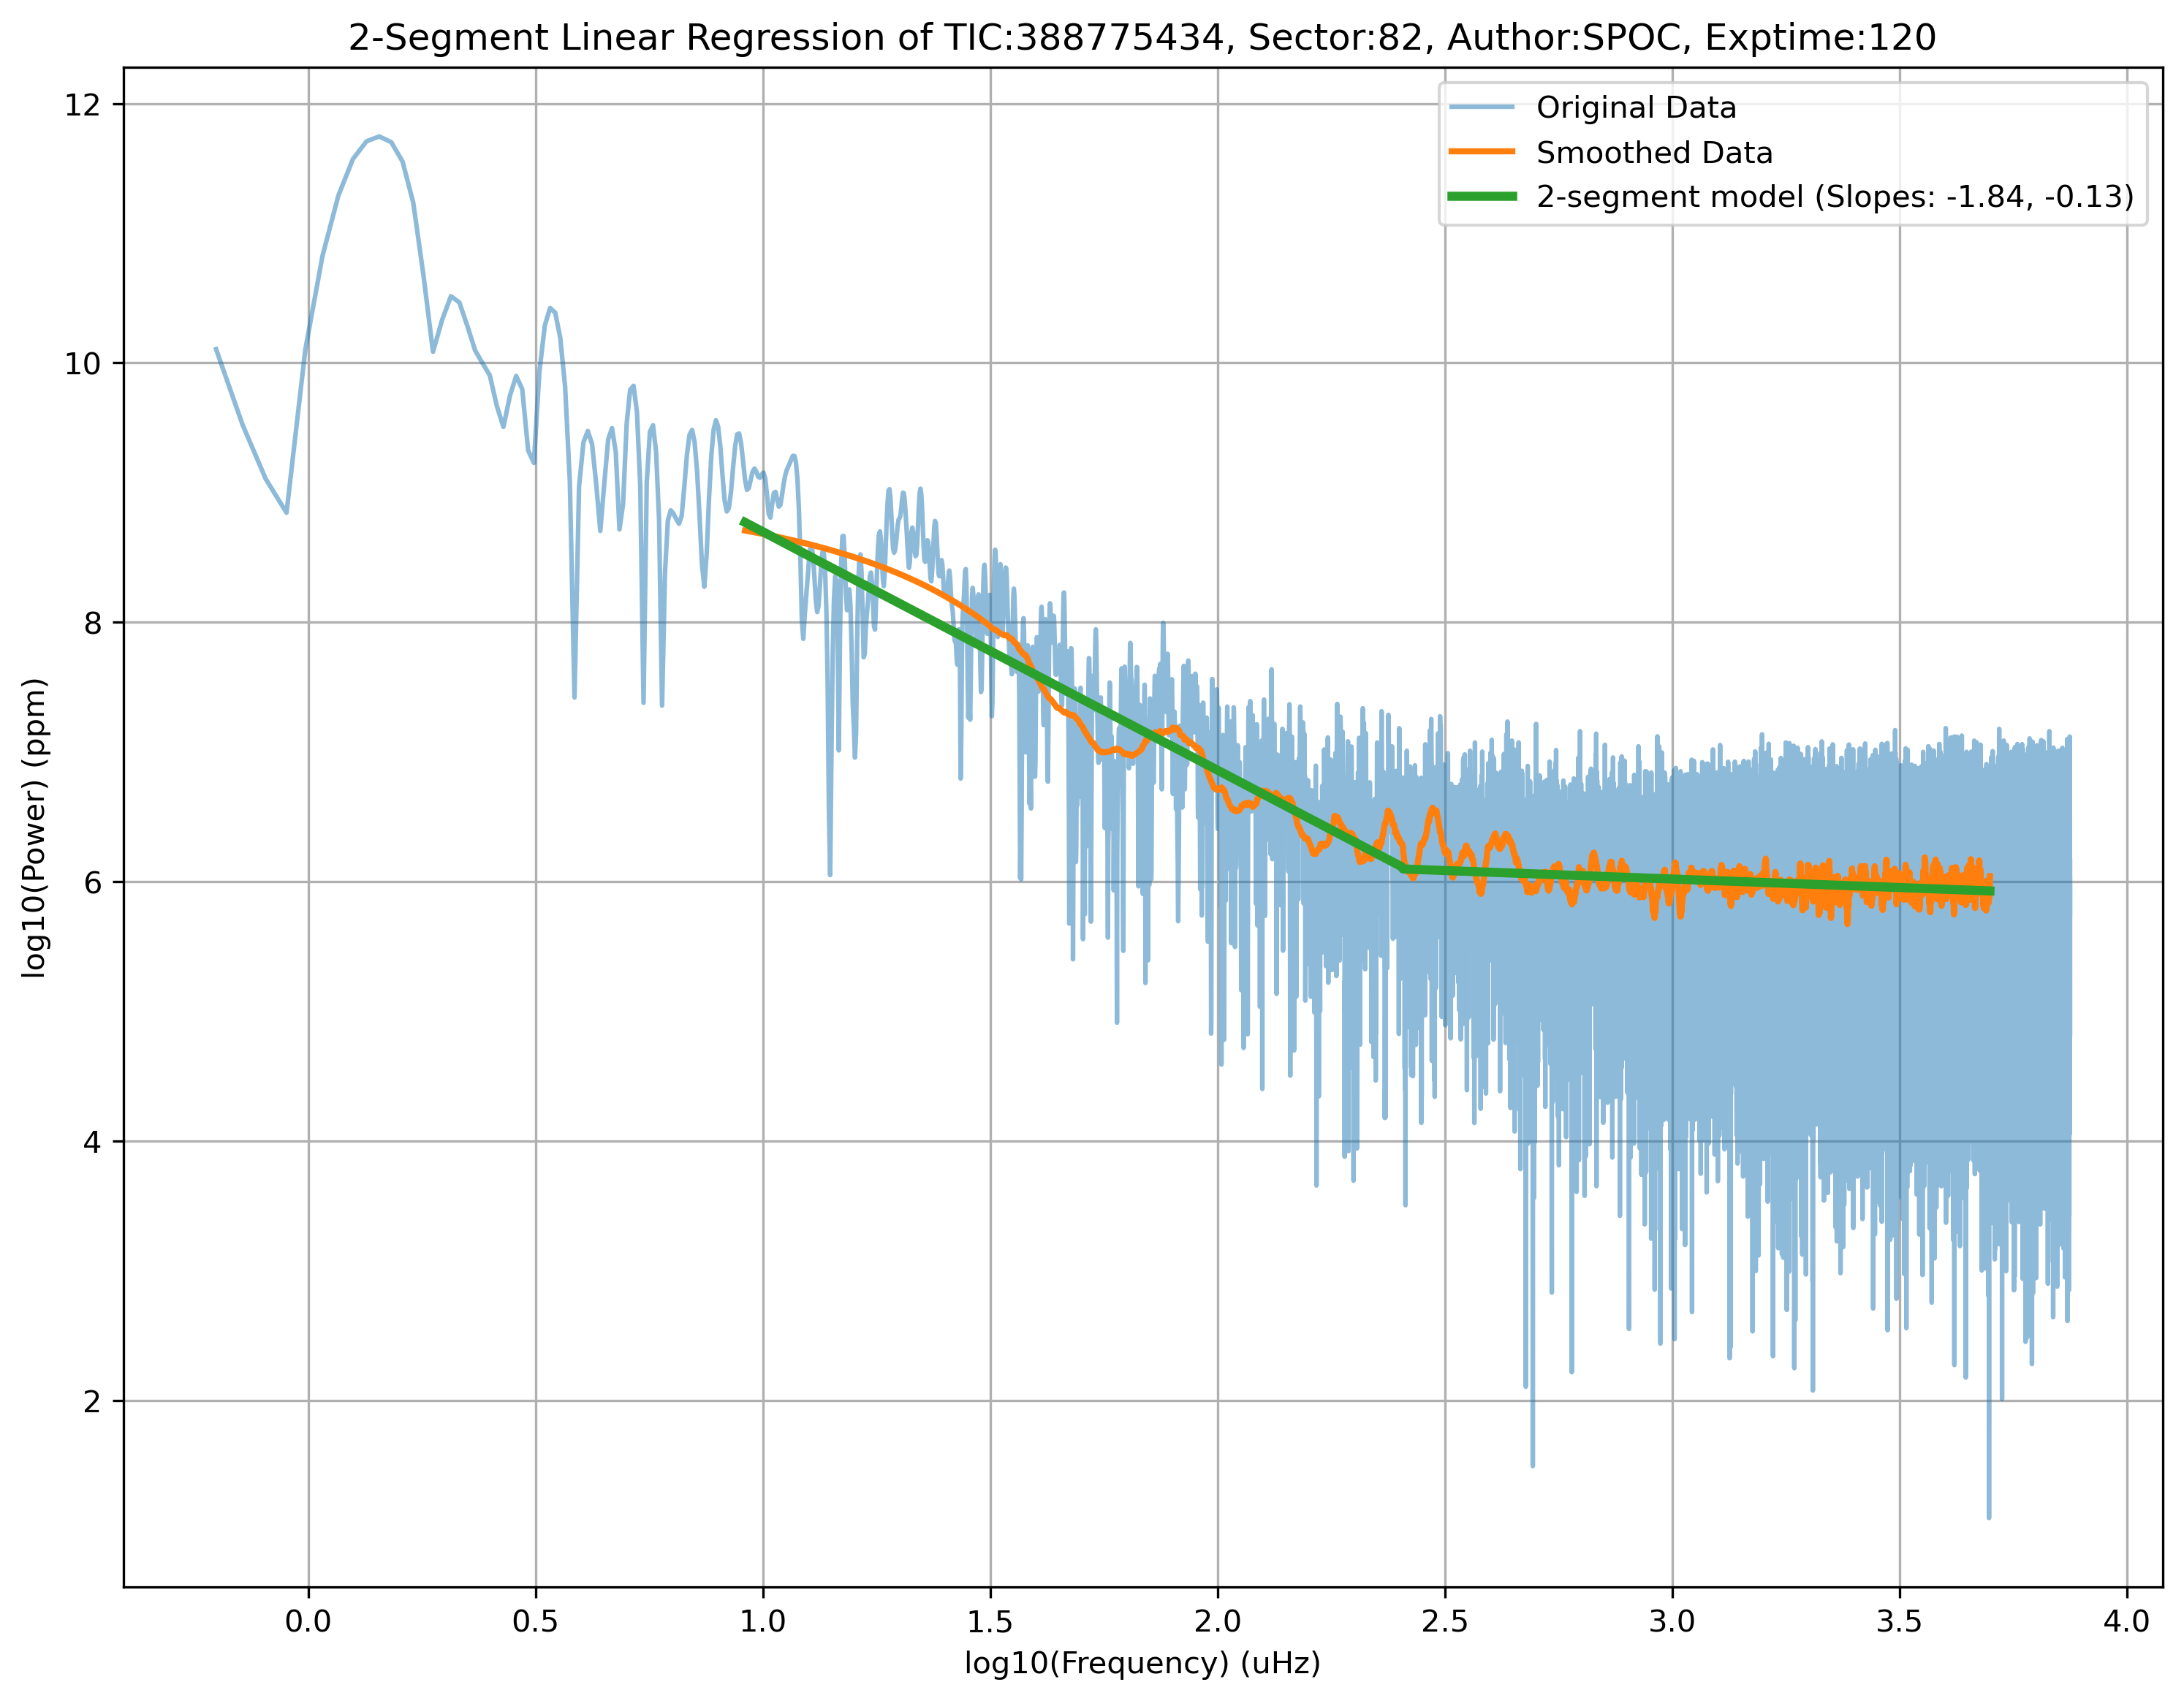 2-Segment Linear Regression of TIC:388775434, Sector:82, Author:SPOC, Exptime:120
Original Data
Smoothed Data
2-segment model (Slopes: -1.84, -0.13)
log10(Power) (ppm)
12
10
8
6
4
2
0.0 0.5 1.0 1.5 2.0 2.5 3.0 3.5 4.0
log10(Frequency) (uHz)